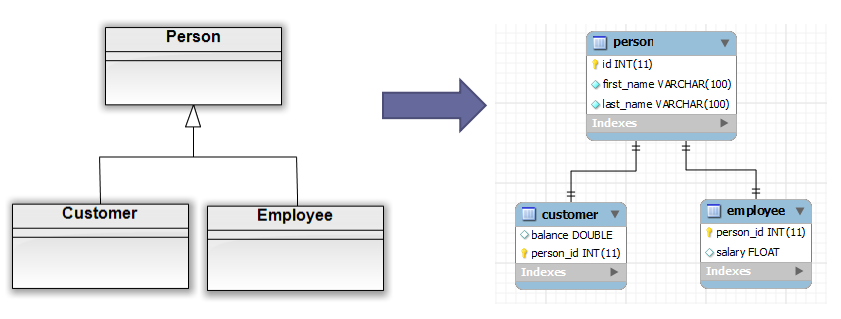 Person
Customer
Employee
person
id INT(11)
first_name VARCHAR(100)
last_name VARCHAR(100)
Indexes
customer
balance DOUBLE
person_id INT(11)
Indexes
employee
person_id INT(11)
salary FLOAT
Indexes